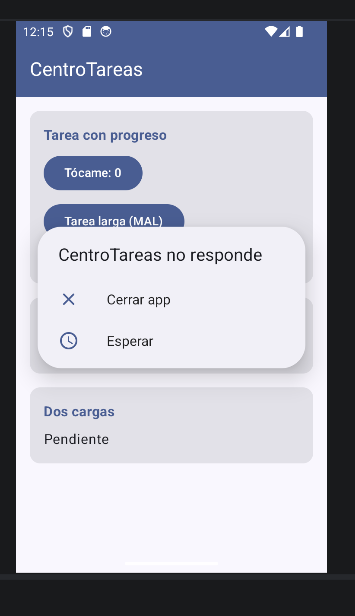 12:15
CentroTareas
Tarea con progreso
Tócame: 0
Tarea larga (MAL)
CentroTareas no responde
Cerrar app
Esperar
Dos cargas
Pendiente